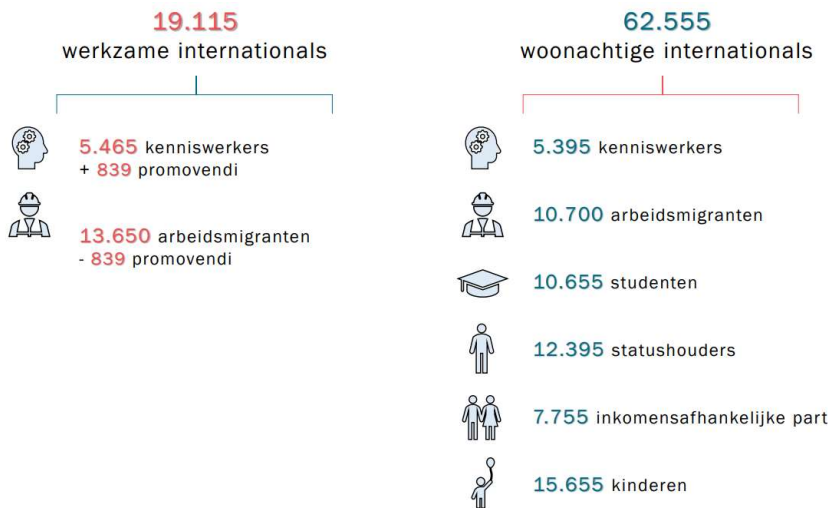 19.115
werkzame internationals
5.465 kenniswerkers
+ 839 promovendi
13.650 arbeidsmigranten
- 839 promovendi
62.555
woonachtige internationals
5.395 kenniswerkers
10.700 arbeidsmigranten
10.655 studenten
12.395 statushouders
7.755 inkomensafhankelijke part
15.655 kinderen